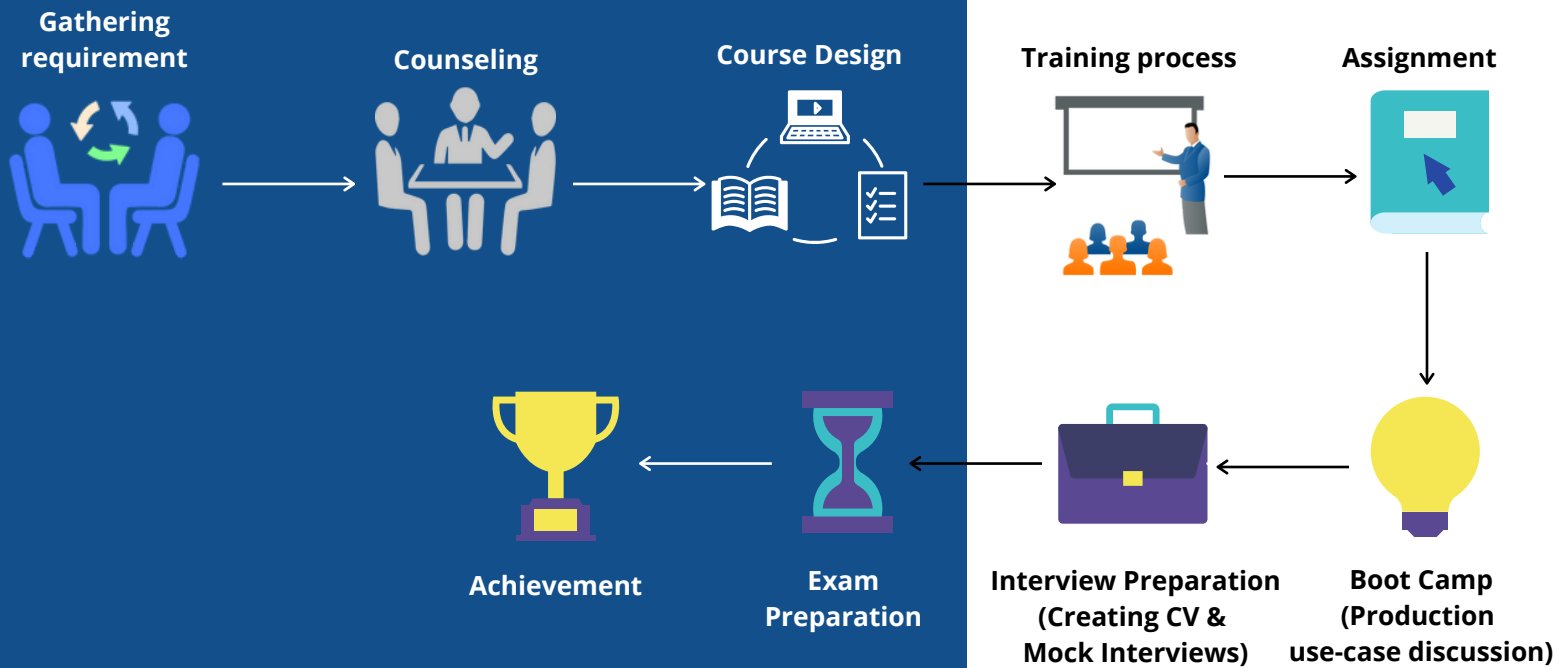 Gathering
requirement
Counseling
Course Design
Training process
Assignment
Achievement
Exam
Preparation
Interview Preparation
(Creating CV &
Mock Interviews)
Boot Camp
(Production
use-case discussion)